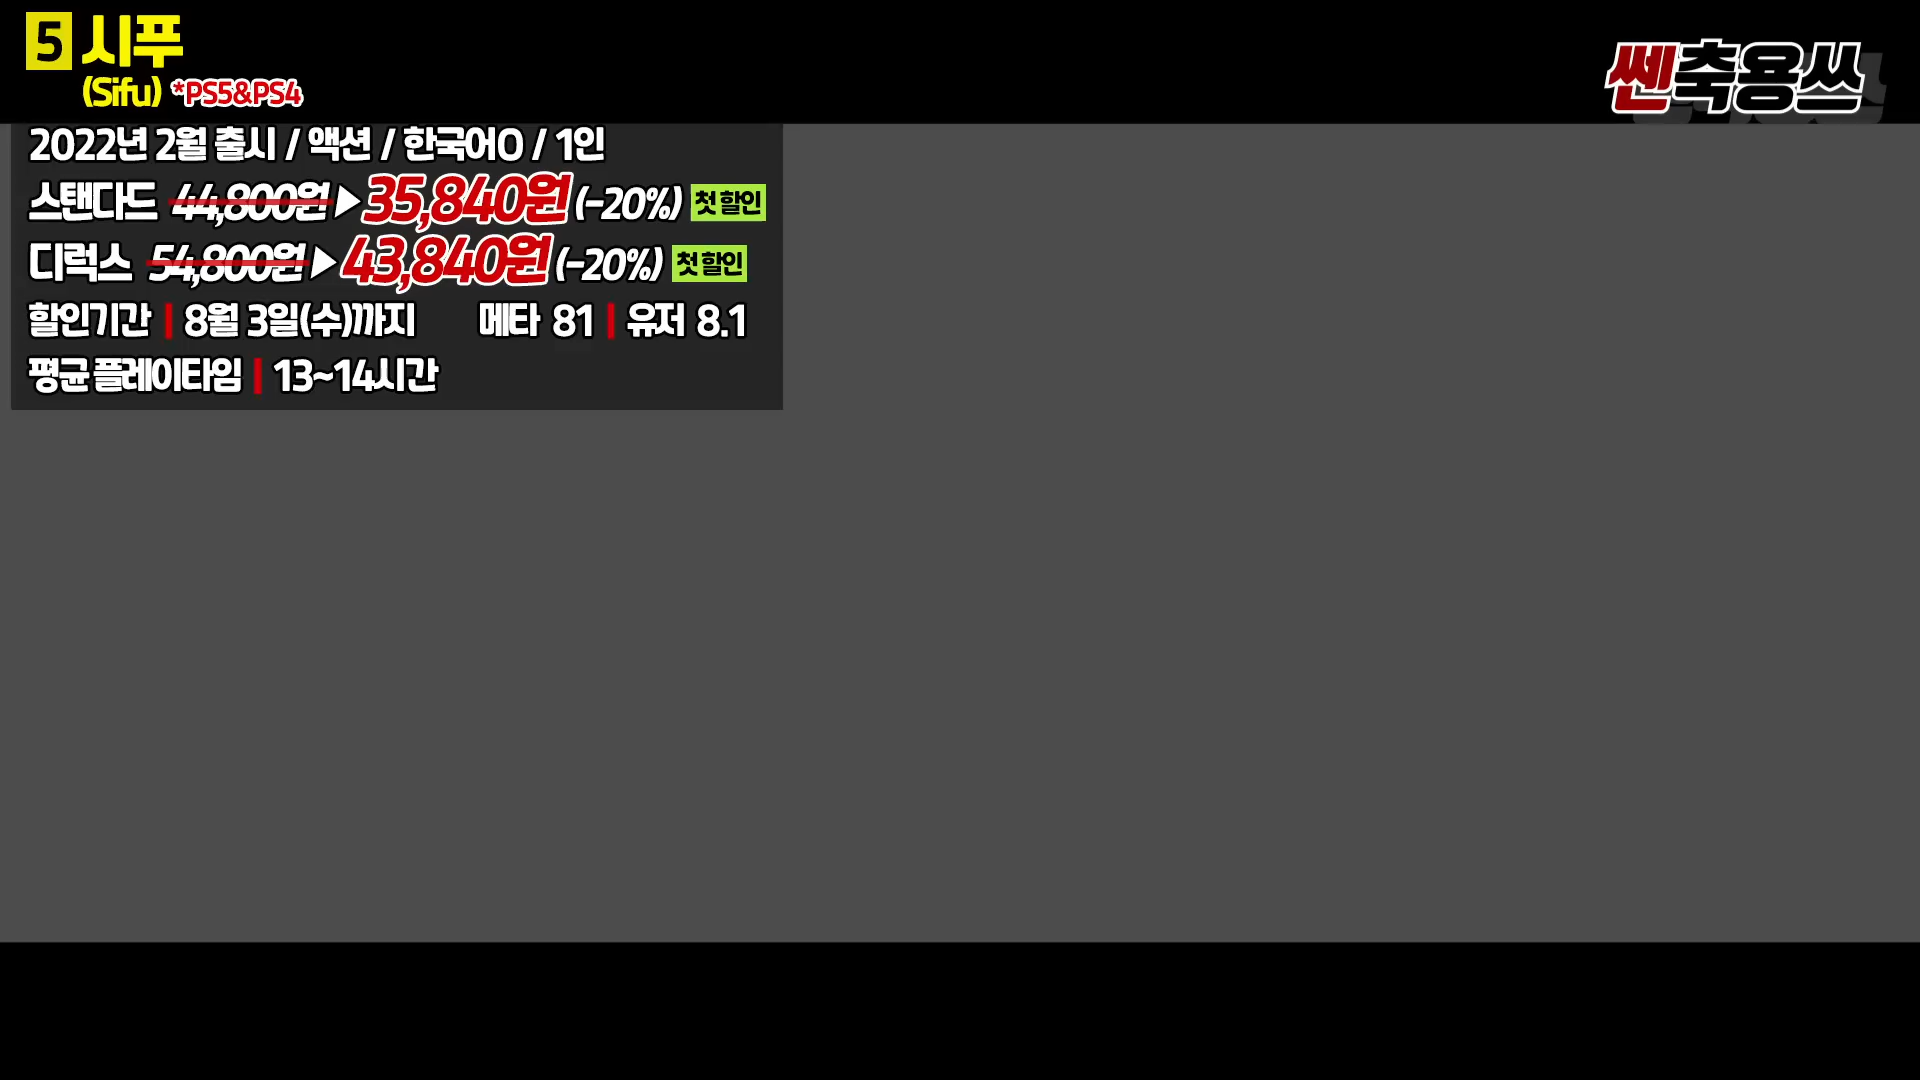 5 시푸
(Sifu) *PS5&PS4
쎈축용쓰
2022년 2월 출시 / 액션 / 한국어O / 1인
스탠다드 44,800원▶35,840원(-20%) 첫 할인
디럭스 54,800원▶43,840원(-20%) 첫 할인
할인기간 | 8월 3일(수)까지 메타 81 | 유저 8.1
평균 플레이타임 | 13~14시간